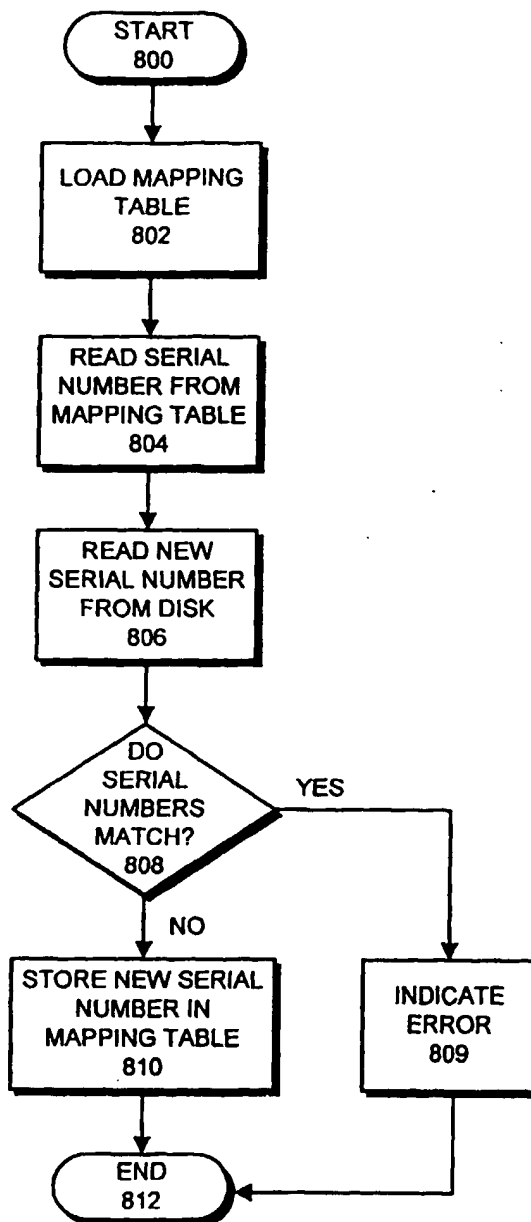 START
800
LOAD MAPPING
TABLE
802
READ SERIAL
NUMBER FROM
MAPPING TABLE
804
READ NEW
SERIAL NUMBER
FROM DISK
806
DO
SERIAL
NUMBERS
MATCH?
808
YES
NO
STORE NEW SERIAL
NUMBER IN
MAPPING TABLE
810
INDICATE
ERROR
809
END
812